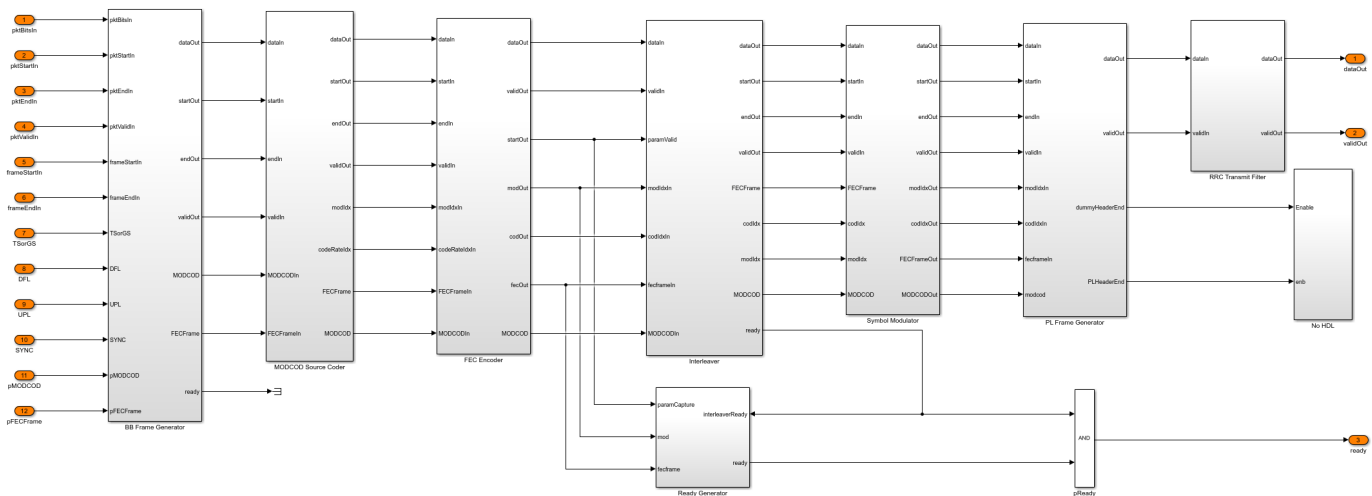 1
pktBitsIn
2
pktStartIn
3
pktEndIn
4
pktValidIn
5
frameStartIn
6
frameEndIn
7
TSorGS
8
DFL
9
UPL
10
SYNC
11
pMODCOD
12
pFECFrame
pktBitsIn
pktStartIn
pktEndIn
pktValidIn
frameStartIn
frameEndIn
TSorGS
DFL
UPL
SYNC
pMODCOD
pFECFrame
dataOut
startOut
endOut
validOut
MODCOD
FECFrame
ready
BB Frame Generator
dataIn
startIn
endIn
validIn
MODCODIn
FECFrameIn
dataOut
startOut
endOut
validOut
modIdx
codeRateIdx
FECFrame
MODCOD
MODCOD Source Coder
dataIn
startIn
endIn
validIn
modIdxIn
codeRateIdxIn
FECFrameIn
MODCODIn
dataOut
validOut
startOut
modOut
codOut
fecOut
MODCOD
FEC Encoder
dataIn
validIn
paramValid
modIdxIn
codIdxIn
fecframeIn
MODCODIn
dataOut
startOut
endOut
validOut
FECFrame
codIdx
modIdx
MODCOD
ready
Interleaver
dataIn
startIn
endIn
validIn
FECFrame
codIdx
modIdx
MODCOD
dataOut
startOut
endOut
validOut
modIdxOut
codIdxOut
FECFrameOut
MODCODOut
Symbol Modulator
dataIn
startIn
endIn
validIn
modIdxIn
codIdxIn
fecframeIn
modcod
dataOut
validOut
dummyHeaderEnd
PLHeaderEnd
PL Frame Generator
dataIn
validIn
dataOut
validOut
RRC Transmit Filter
Enable
enb
No HDL
paramCapture
mod
fecframe
interleaverReady
ready
Ready Generator
AND
pReady
1
dataOut
2
validOut
3
ready